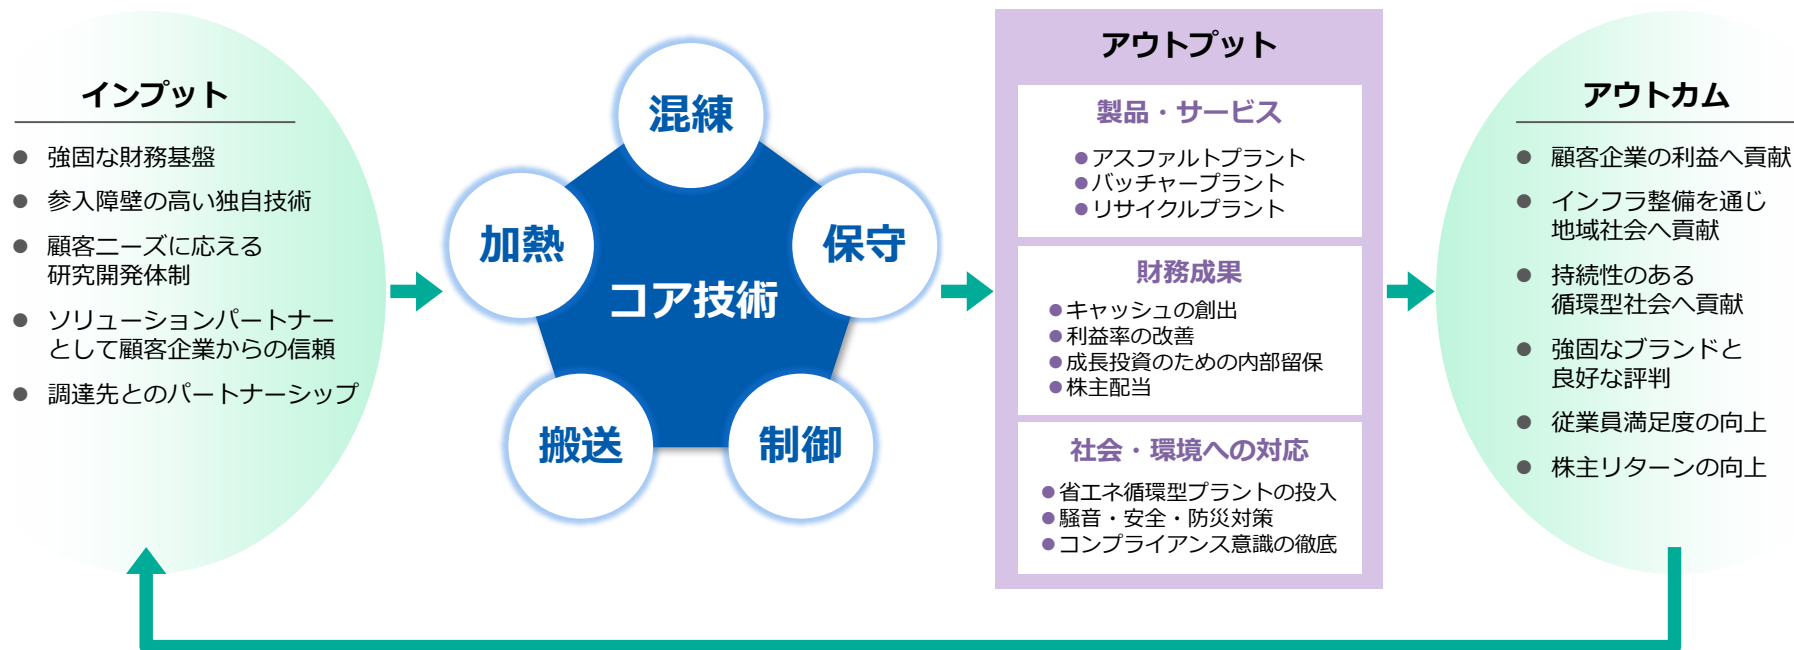 インプット
● 強固な財務基盤
● 参入障壁の高い独自技術
● 顧客ニーズに応える
研究開発体制
● ソリューションパートナー
として顧客企業からの信頼
● 調達先とのパートナーシップ
混練
加熱
保守
コア技術
搬送
制御
アウトプット
製品・サービス
●アスファルトプラント
●バッチャープラント
●リサイクルプラント
財務成果
●キャッシュの創出
●利益率の改善
●成長投資のための内部留保
●株主配当
社会・環境への対応
●省エネ循環型プラントの投入
●騒音・安全・防災対策
●コンプライアンス意識の徹底
アウトカム
● 顧客企業の利益へ貢献
● インフラ整備を通じ
地域社会へ貢献
● 持続性のある
循環型社会へ貢献
● 強固なブランドと
良好な評判
● 従業員満足度の向上
● 株主リターンの向上